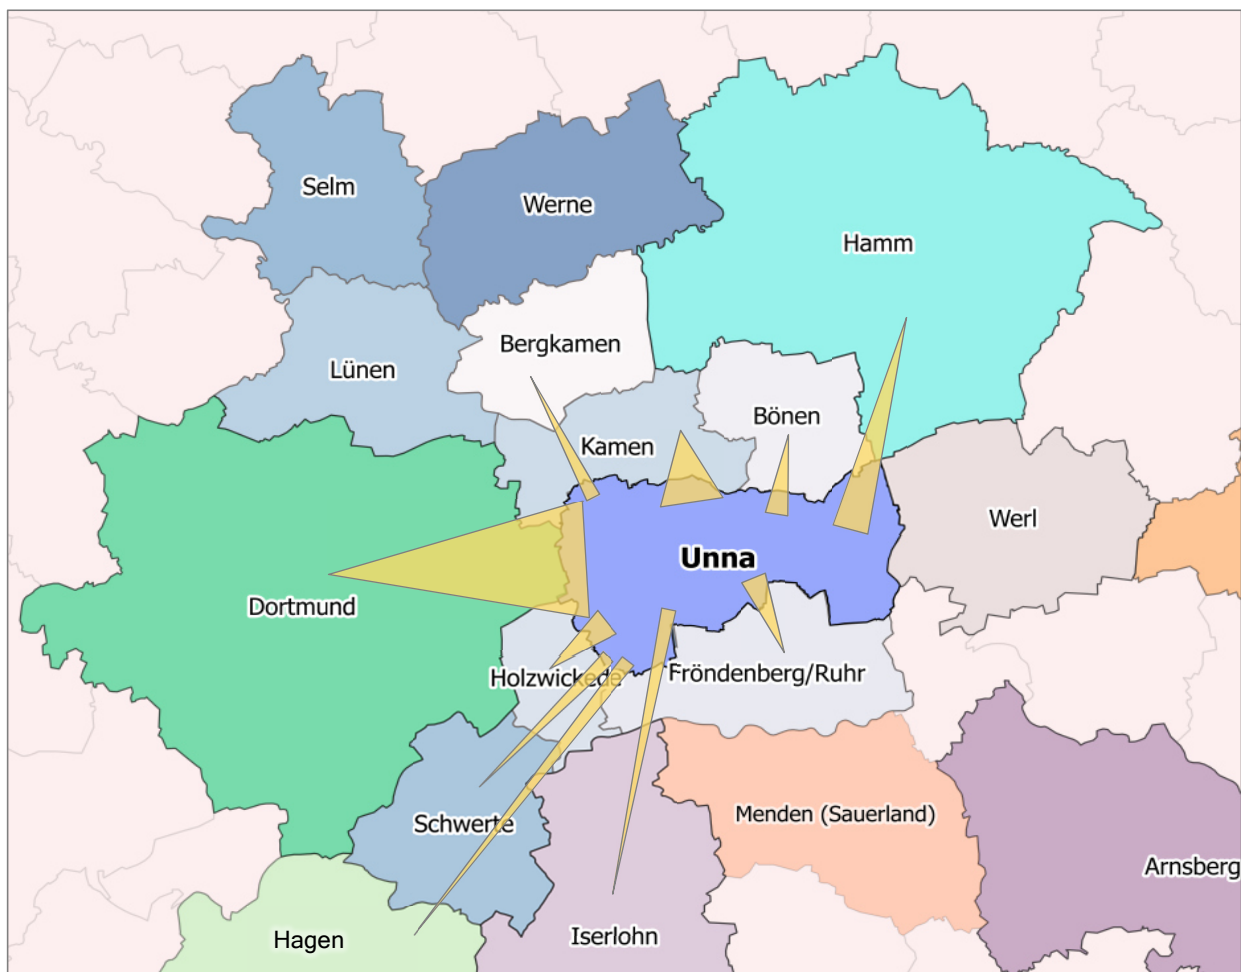 Selm
Werne
Hamm
Bergkamen
Lünen
Bönen
Kamen
Werl
Unna
Dortmund
Holzwickede
Fröndenberg/Ruhr
Menden (Sauerland)
Schwerte
Arnsberg
Iserlohn
Hagen